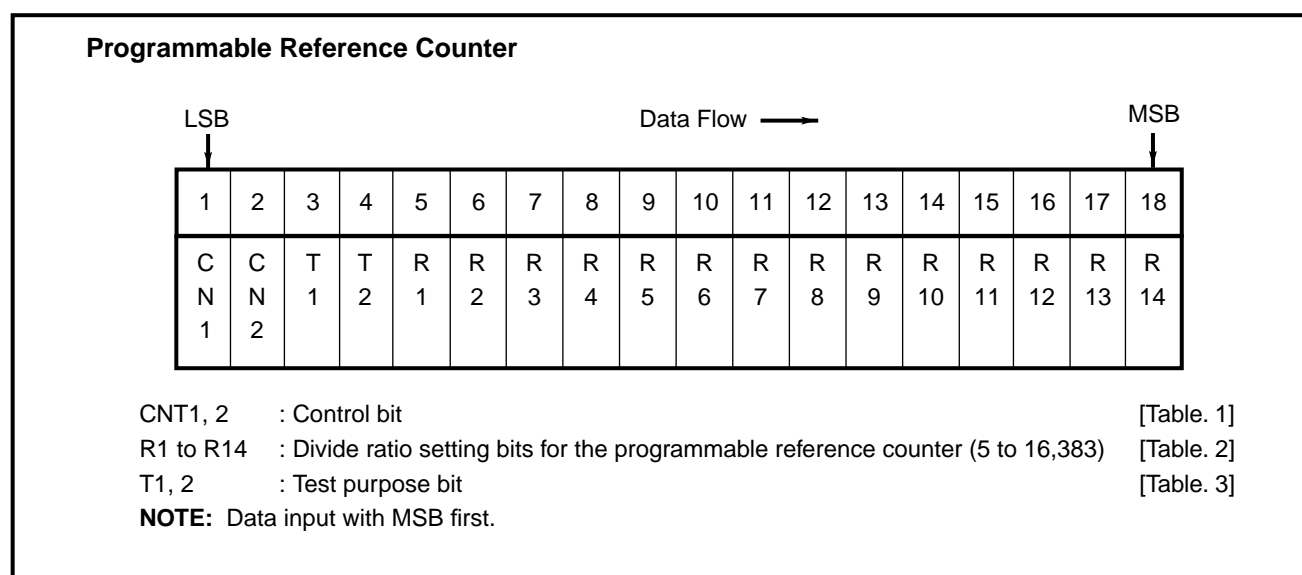 Programmable Reference Counter
LSB Data Flow MSB
1 2 3 4 5 6 7 8 9 10 11 12 13 14 15 16 17 18
C C T T R R R R R R R R R R R R R R
N N 1 2 1 2 3 4 5 6 7 8 9 10 11 12 13 14
1 2
CNT1, 2 : Control bit [Table. 1]
R1 to R14 : Divide ratio setting bits for the programmable reference counter (5 to 16,383) [Table. 2]
T1, 2 : Test purpose bit [Table. 3]
NOTE: Data input with MSB first.